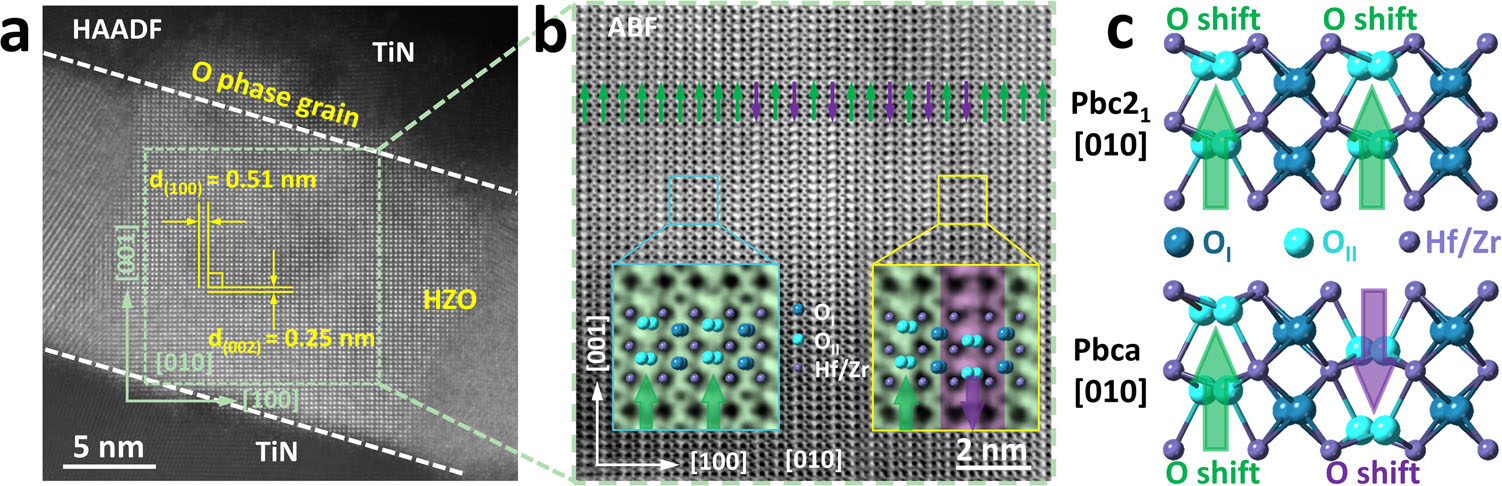 a
HAADF
TiN
O phase grain
d(100) = 0.51 nm
[001]
HZO
d(002) = 0.25 nm
[010]
[100]
5 nm
TiN
b
ABF
OI
OII
Hf/Zr
[001]
[100]
[010]
2 nm
c
O shift
O shift
Pbc21
[010]
OI
OII
Hf/Zr
Pbca
[010]
O shift
O shift